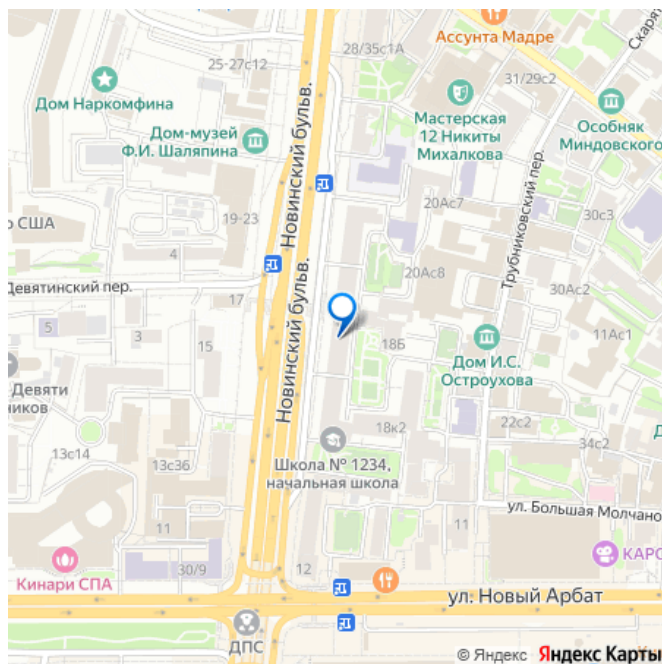 28/35с1А
Ассунта Мадре
Скарят
25-27с12
31/29с2
Дом Наркомфина
Новинский бульв.
Мастерская
12 Никиты
Михалкова
Особняк
Миндовского
Дом-музей
Ф.И. Шаляпина
Трубниковский пер.
20Ас7
30с3
19-23
о США
4
20Ас8
30Ас2
Девятинский пер.
17
Новинский бульв.
5
3
15
18Б
11Ас1
Дом И.С.
Остроухова
Девяти
ников
22с2
18к2
34с2
13с14
13с36
Школа № 1234,
начальная школа
ул. Большая Молчано
11
11
КАРО
30/9
12
Кинари СПА
ул. Новый Арбат
ДПС
© Яндекс Яндекс Карты